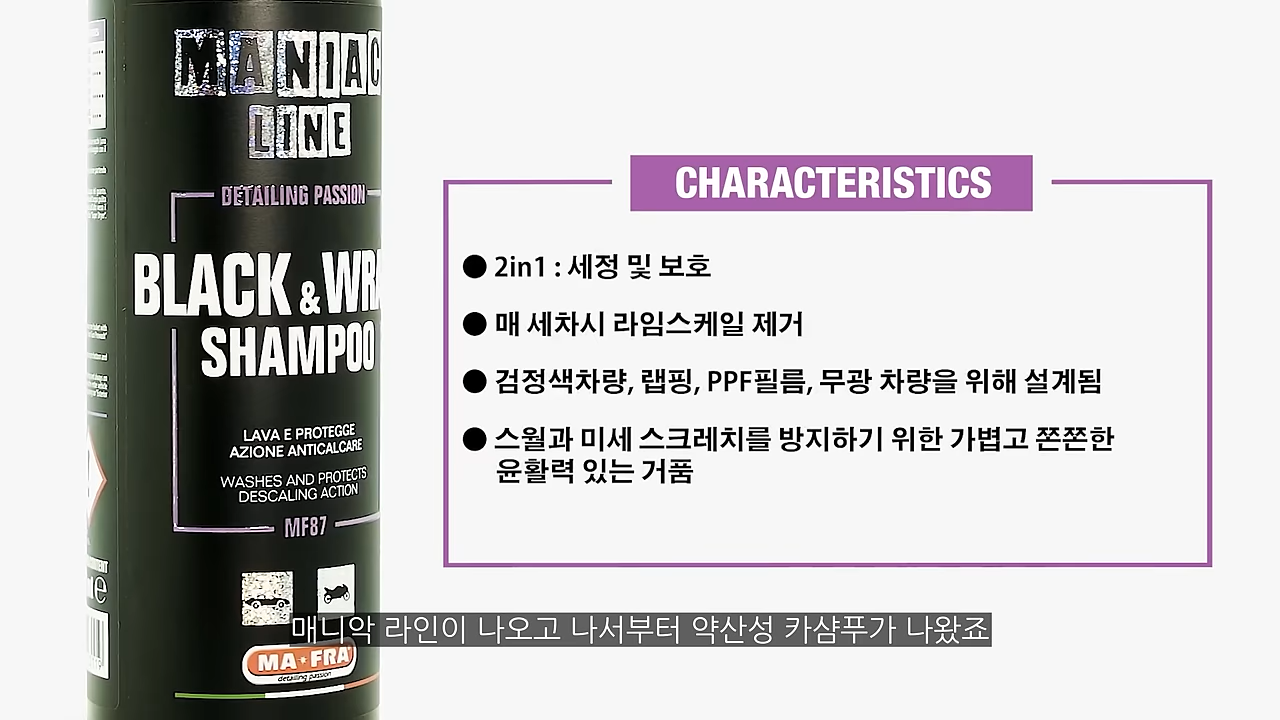 MANIAC
LINE
DETAILING PASSION
BLACK & WRA
SHAMPOO
LAVA E PROTEGGE
AZIONE ANTICALCARE
WASHES AND PROTECTS
DESCALING ACTION
MF87
MA★FRA
detailing passion
CHARACTERISTICS
● 2in1 : 세정 및 보호
● 매 세차시 라임스케일 제거
● 검정색차량, 랩핑, PPF필름, 무광 차량을 위해 설계됨
● 스월과 미세 스크레치를 방지하기 위한 가볍고 쫀쫀한
윤활력 있는 거품
매니악 라인이 나오고 나서부터 약산성 카샴푸가 나왔죠